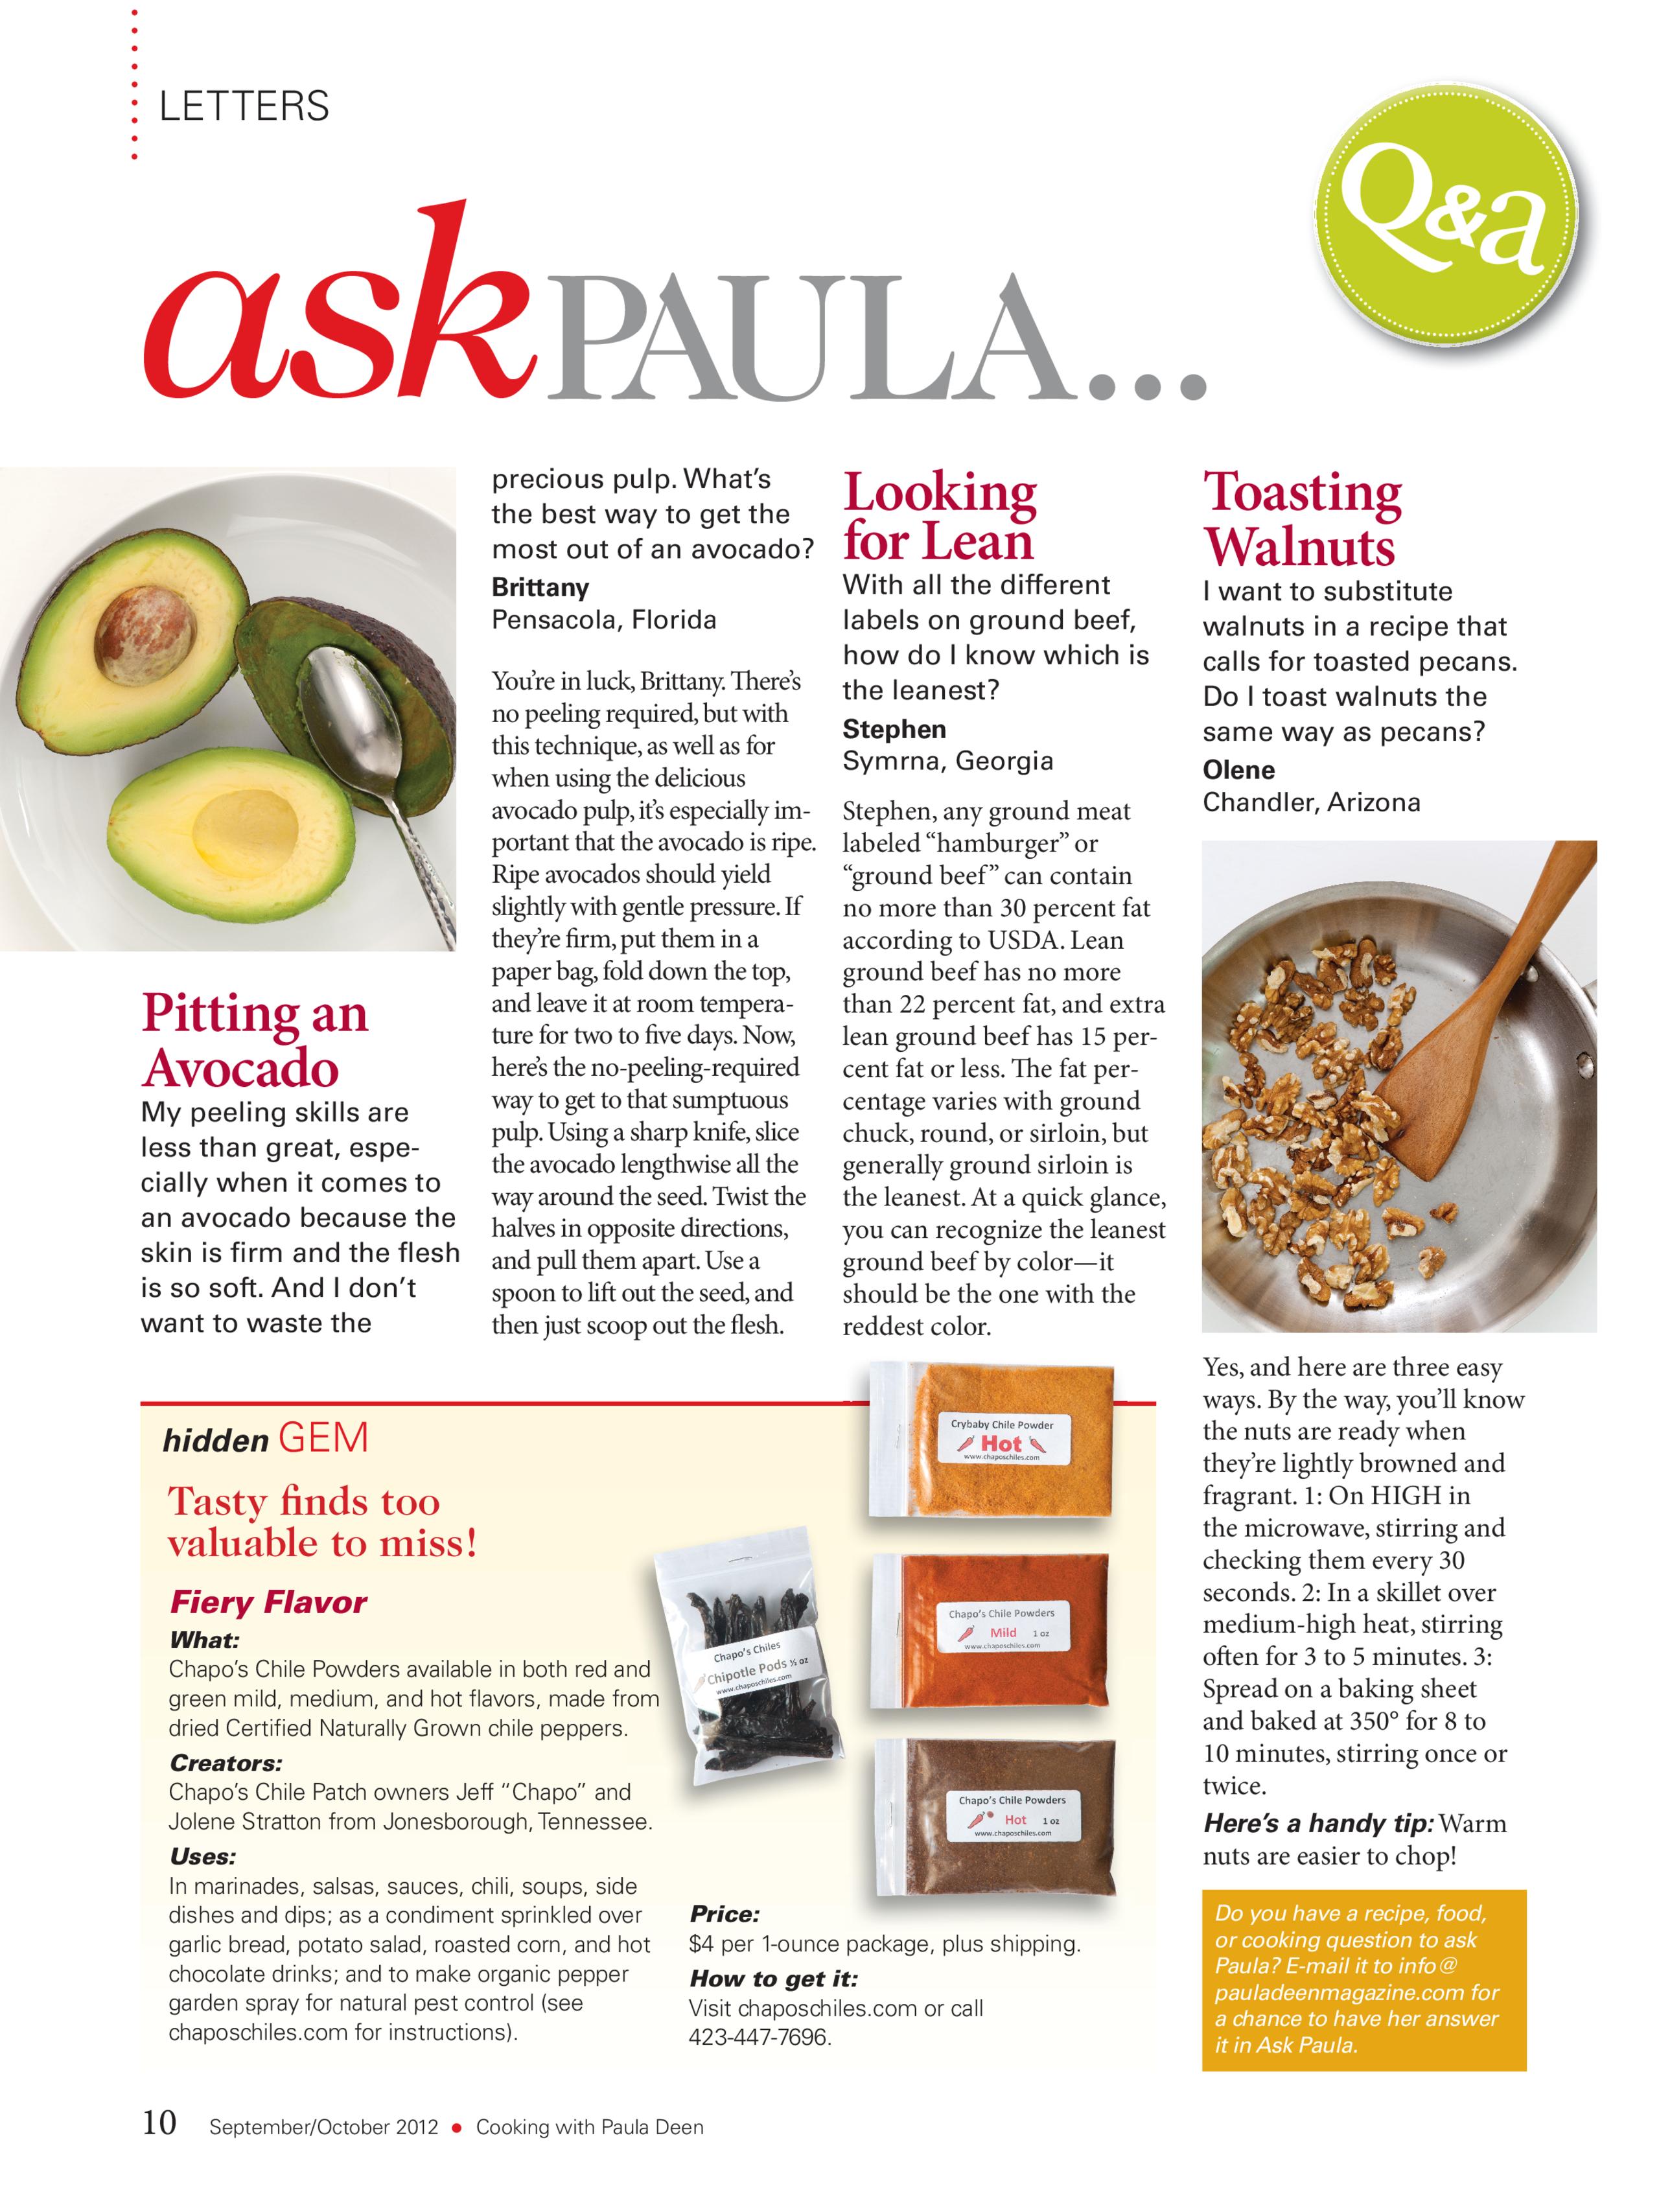 LETTERS
Q&a
ask PAULA...
Pitting an
Avocado
My peeling skills are
less than great, espe-
cially when it comes to
an avocado because the
skin is firm and the flesh
is so soft. And I don't
want to waste the
precious pulp. What's
the best way to get the
most out of an avocado?
Brittany
Pensacola, Florida
You're in luck, Brittany. There's
no peeling required, but with
this technique, as well as for
when using the delicious
avocado pulp, it's especially im-
portant that the avocado is ripe.
Ripe avocados should yield
slightly with gentle pressure. If
they're firm, put them in a
paper bag, fold down the top,
and leave it at room tempera-
ture for two to five days. Now,
here's the no-peeling-required
way to get to that sumptuous
pulp. Using a sharp knife, slice
the avocado lengthwise all the
way around the seed. Twist the
halves in opposite directions,
and pull them apart. Use a
spoon to lift out the seed, and
then just scoop out the flesh.
Looking
for Lean
With all the different
labels on ground beef,
how do I know which is
the leanest?
Stephen
Symrna, Georgia
Stephen, any ground meat
labeled “hamburger” or
“ground beef” can contain
no more than 30 percent fat
according to USDA. Lean
ground beef has no more
than 22 percent fat, and extra
lean ground beef has 15 per-
cent fat or less. The fat per-
centage varies with ground
chuck, round, or sirloin, but
generally ground sirloin is
the leanest. At a quick glance,
you can recognize the leanest
ground beef by color—it
should be the one with the
reddest color.
Toasting
Walnuts
I want to substitute
walnuts in a recipe that
calls for toasted pecans.
Do I toast walnuts the
same way as pecans?
Olene
Chandler, Arizona
Yes, and here are three easy
ways. By the way, you'll know
the nuts are ready when
they're lightly browned and
fragrant. 1: On HIGH in
the microwave, stirring and
checking them every 30
seconds. 2: In a skillet over
medium-high heat, stirring
often for 3 to 5 minutes. 3:
Spread on a baking sheet
and baked at 350° for 8 to
10 minutes, stirring once or
twice.
Here's a handy tip: Warm
nuts are easier to chop!
Do you have a recipe, food,
or cooking question to ask
Paula? E-mail it to info@
pauladeenmagazine.com for
a chance to have her answer
it in Ask Paula.
hidden GEM
Tasty finds too
valuable to miss!
Fiery Flavor
What:
Chapo's Chile Powders available in both red and
green mild, medium, and hot flavors, made from
dried Certified Naturally Grown chile peppers.
Creators:
Chapo's Chile Patch owners Jeff “Chapo” and
Jolene Stratton from Jonesborough, Tennessee.
Uses:
In marinades, salsas, sauces, chili, soups, side
dishes and dips; as a condiment sprinkled over
garlic bread, potato salad, roasted corn, and hot
chocolate drinks; and to make organic pepper
garden spray for natural pest control (see
chaposchiles.com for instructions).
Crybaby Chile Powder
Hot
www.chaposchiles.com
Chapo's Chiles
Chipotle Pods ½ oz
www.chaposchiles.com
Chapo's Chile Powders
Mild 1 oz
www.chaposchiles.com
Chapo's Chile Powders
Hot 1 oz
www.chaposchiles.com
Price:
$4 per 1-ounce package, plus shipping.
How to get it:
Visit chaposchiles.com or call
423-447-7696.
10 September/October 2012 • Cooking with Paula Deen